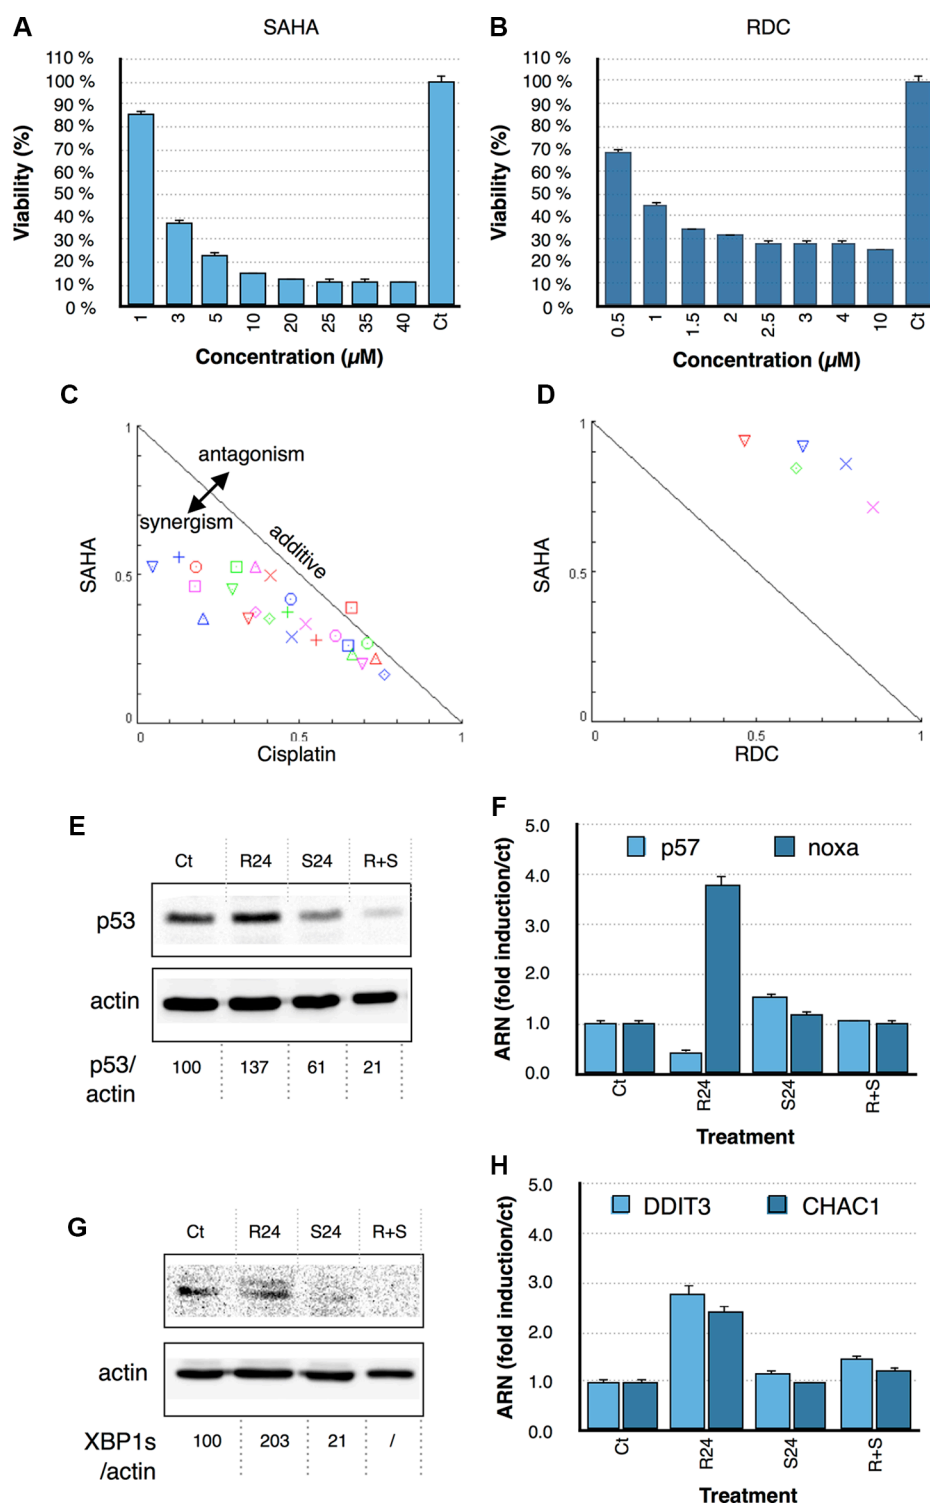 A
SAHA
Viability (%)
110 %
100 %
90 %
80 %
70 %
60 %
50 %
40 %
30 %
20 %
10 %
0 %
1
3
5
10
20
25
35
40
Ct
Concentration (µM)
B
RDC
Viability (%)
110 %
100 %
90 %
80 %
70 %
60 %
50 %
40 %
30 %
20 %
10 %
0 %
0.5
1
1.5
2
2.5
3
4
10
Ct
Concentration (µM)
C
SAHA
1
0.5
0
antagonism
synergism
additive
0
0.5
1
Cisplatin
D
SAHA
1
0.5
0
0
0.5
1
RDC
E
Ct
R24
S24
R+S
p53
actin
p53/
actin
100
137
61
21
F
ARN (fold induction/ct)
5.0
4.0
3.0
2.0
1.0
0.0
p57
noxa
Ct
R24
S24
R+S
Treatment
G
Ct
R24
S24
R+S
actin
XBP1s
/actin
100
203
21
/
H
ARN (fold induction/ct)
5.0
4.0
3.0
2.0
1.0
0.0
DDIT3
CHAC1
Ct
R24
S24
R+S
Treatment